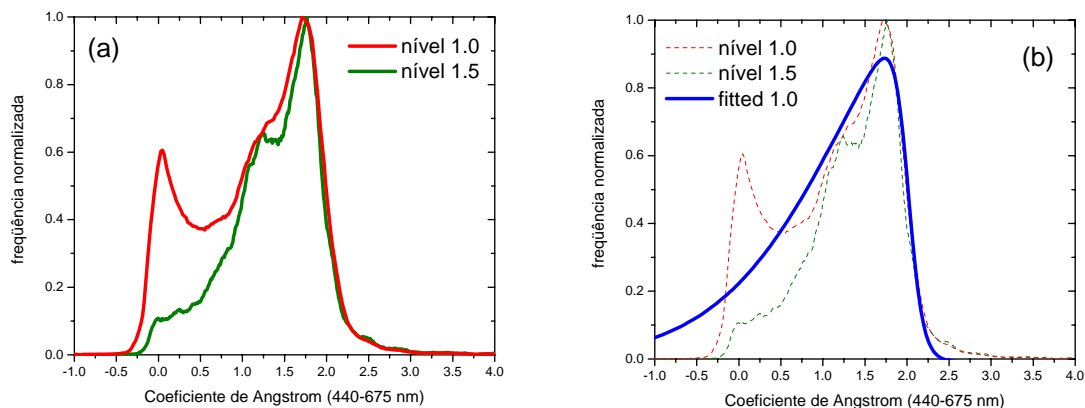 (a)
nível 1.0
nível 1.5
freqüência normalizada
1.0
0.8
0.6
0.4
0.2
0.0
-1.0 -0.5 0.0 0.5 1.0 1.5 2.0 2.5 3.0 3.5 4.0
Coeficiente de Angstrom (440-675 nm)
(b)
nível 1.0
nível 1.5
fitted 1.0
freqüência normalizada
1.0
0.8
0.6
0.4
0.2
0.0
-1.0 -0.5 0.0 0.5 1.0 1.5 2.0 2.5 3.0 3.5 4.0
Coeficiente de Angstrom (440-675 nm)